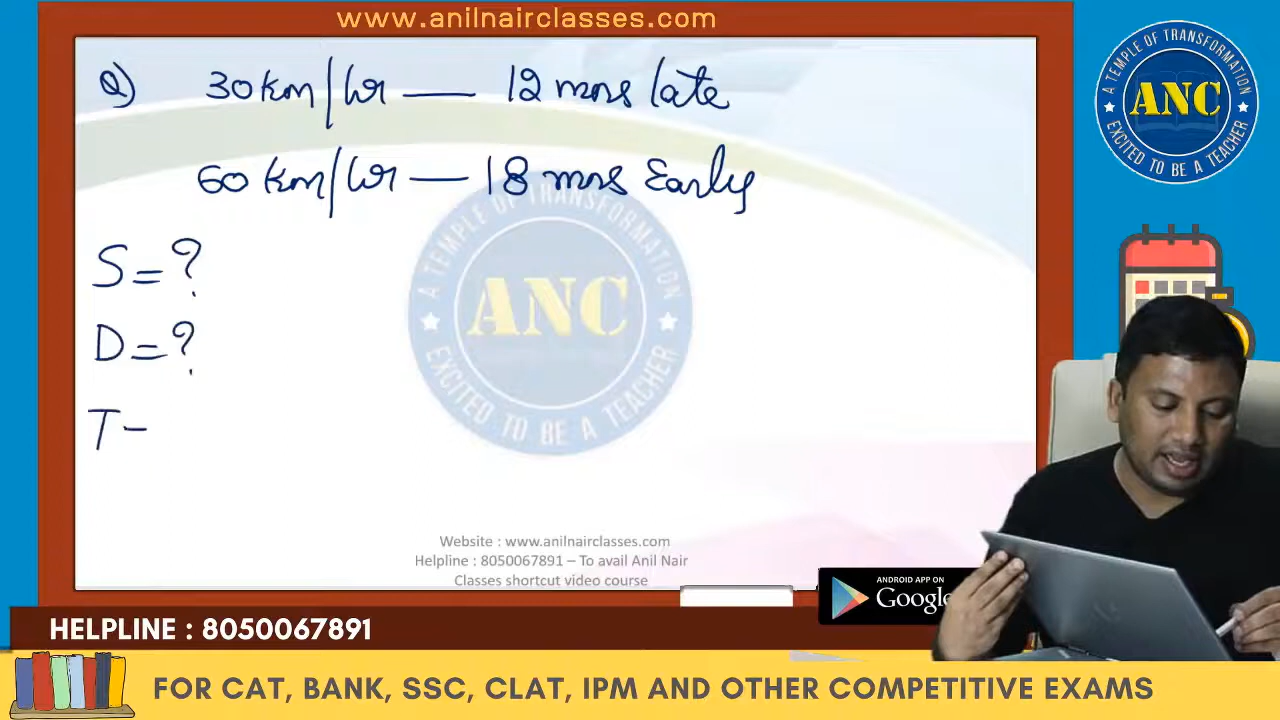 www.anilnairclasses.com
Q) 30 km/hr — 12 mns late
60 km/hr — 18 mns Early
S = ?
D = ?
T -
A TEMPLE OF TRANSFORMATION
ANC
EXCITED TO BE A TEACHER
A TEMPLE OF TRANSFORMATION
ANC
EXCITED TO BE A TEACHER
Website : www.anilnairclasses.com
Helpline : 8050067891 – To avail Anil Nair
Classes shortcut video course
ANDROID APP ON
Google
HELPLINE : 8050067891
FOR CAT, BANK, SSC, CLAT, IPM AND OTHER COMPETITIVE EXAMS